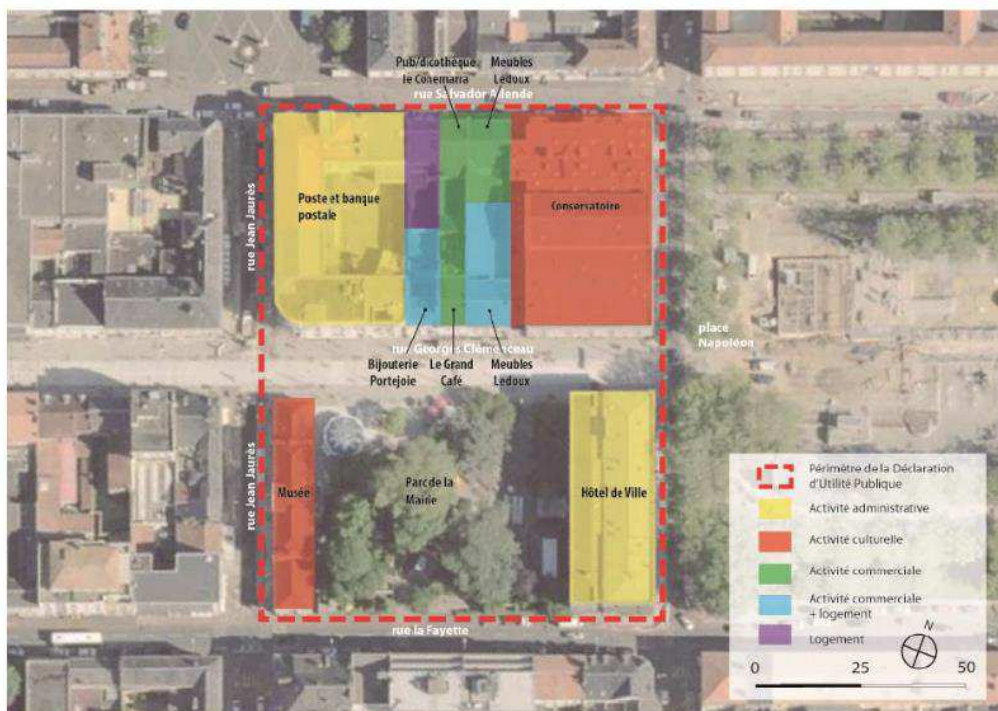 Pub/dicothèque
le Conemarra
Meubles
Ledoux
rue Salvador Allende
Poste et banque
postale
Conservatoire
rue Jean Jaurès
place
Napoléon
rue Georges Clémenceau
Bijouterie
Portejoie
Le Grand
Café
Meubles
Ledoux
rue Jean Jaurès
Musée
Parc de la
Mairie
Hôtel de Ville
rue la Fayette
Périmètre de la Déclaration
d'Utilité Publique
Activité administrative
Activité culturelle
Activité commerciale
Activité commerciale
+ logement
Logement
N
0 25 50